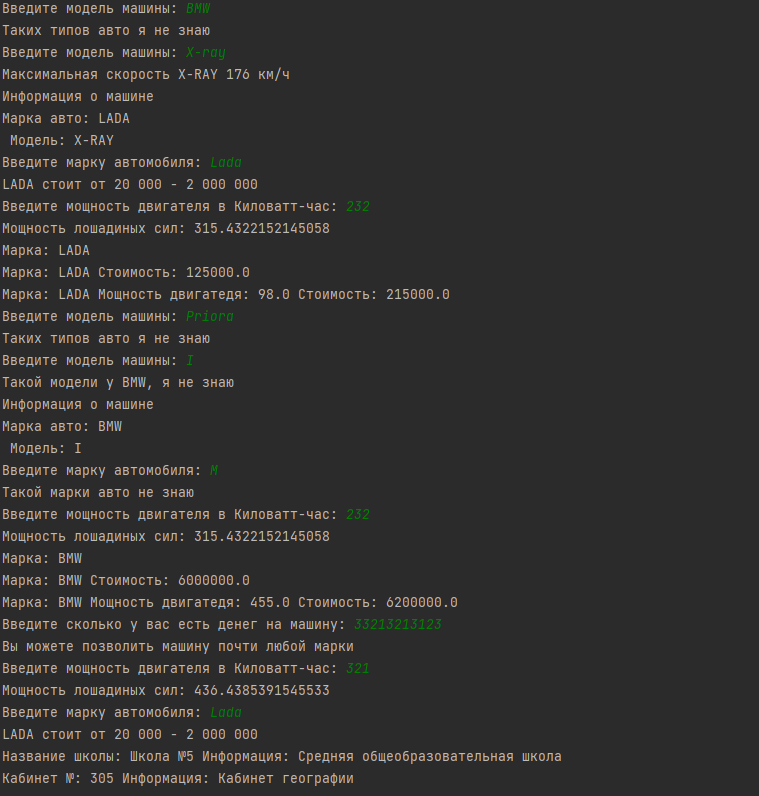 Введите модель машины: BMW
Таких типов авто я не знаю
Введите модель машины: X-ray
Максимальная скорость X-RAY 176 км/ч
Информация о машине
Марка авто: LADA
Модель: X-RAY
Введите марку автомобиля: Lada
LADA стоит от 20 000 - 2 000 000
Введите мощность двигателя в Киловатт-час: 232
Мощность лошадиных сил: 315.4322152145058
Марка: LADA
Марка: LADA Стоимость: 125000.0
Марка: LADA Мощность двигатедя: 98.0 Стоимость: 215000.0
Введите модель машины: Priora
Таких типов авто я не знаю
Введите модель машины: I
Такой модели у BMW, я не знаю
Информация о машине
Марка авто: BMW
Модель: I
Введите марку автомобиля: M
Такой марки авто не знаю
Введите мощность двигателя в Киловатт-час: 232
Мощность лошадиных сил: 315.4322152145058
Марка: BMW
Марка: BMW Стоимость: 6000000.0
Марка: BMW Мощность двигатедя: 455.0 Стоимость: 6200000.0
Введите сколько у вас есть денег на машину: 33213213123
Вы можете позволить машину почти любой марки
Введите мощность двигателя в Киловатт-час: 321
Мощность лошадиных сил: 436.4385391545533
Введите марку автомобиля: Lada
LADA стоит от 20 000 - 2 000 000
Название школы: Школа №5 Информация: Средняя общеобразовательная школа
Кабинет №: 305 Информация: Кабинет географии